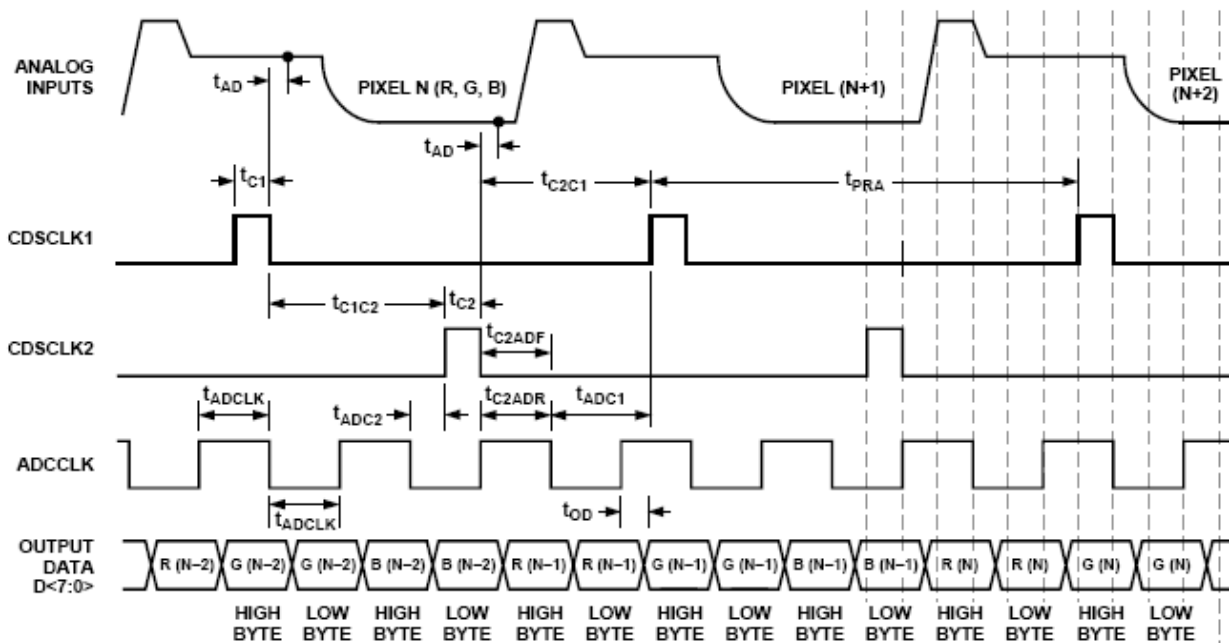 ANALOG
INPUTS
tAD
PIXEL N (R, G, B)
PIXEL (N+1)
PIXEL
(N+2)
tAD
tC1
tC2C1
tPRA
CDSCLK1
tC1C2
tC2
CDSCLK2
tC2ADF
tADCLK
tADC2
tC2ADR
tADC1
ADCCLK
tADCLK
tOD
OUTPUT
DATA
D<7:0>
R (N–2) G (N–2) G (N–2) B (N–2) B (N–2) R (N–1) R (N–1) G (N–1) G (N–1) B (N–1) B (N–1) R (N) R (N) G (N) G (N)
HIGH LOW HIGH LOW HIGH LOW HIGH LOW HIGH LOW HIGH LOW HIGH LOW
BYTE BYTE BYTE BYTE BYTE BYTE BYTE BYTE BYTE BYTE BYTE BYTE BYTE BYTE